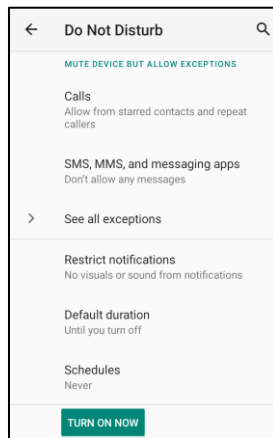 Do Not Disturb
MUTE DEVICE BUT ALLOW EXCEPTIONS
Calls
Allow from starred contacts and repeat
callers
SMS, MMS, and messaging apps
Don't allow any messages
See all exceptions
Restrict notifications
No visuals or sound from notifications
Default duration
Until you turn off
Schedules
Never
TURN ON NOW